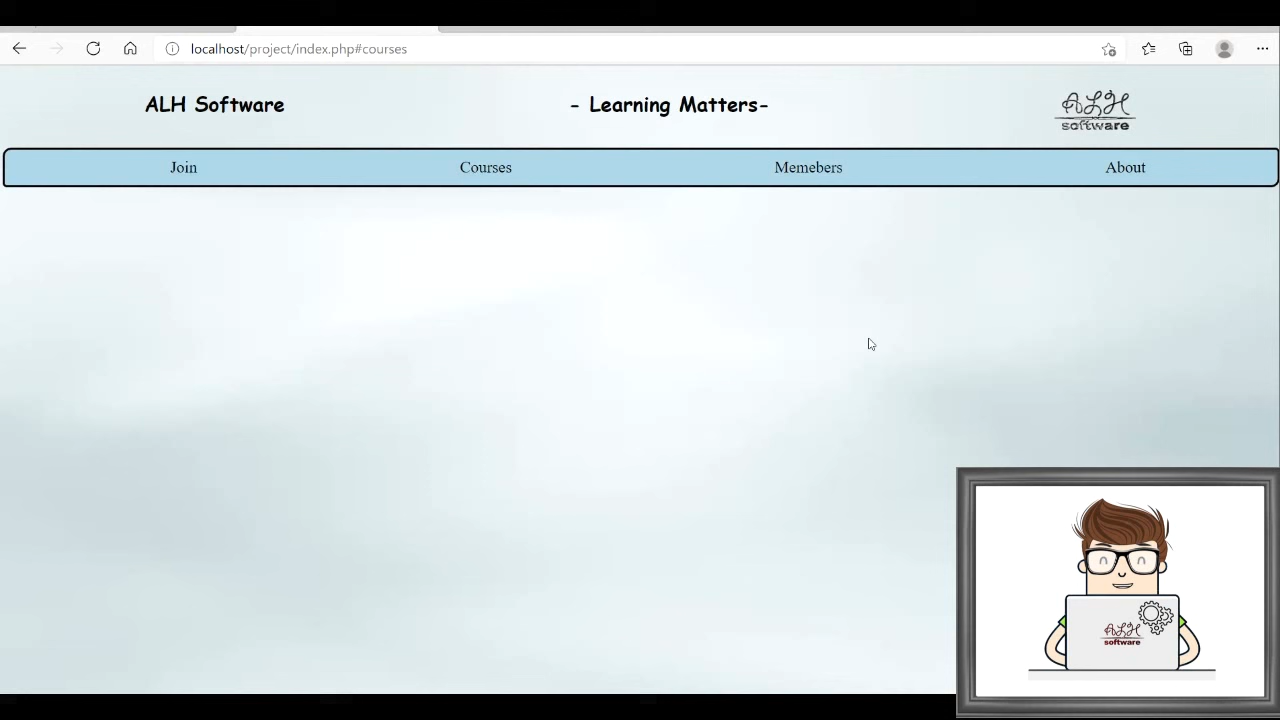 localhost/project/index.php#courses
ALH Software
- Learning Matters-
ALH
software
Join
Courses
Memebers
About
ALH
software